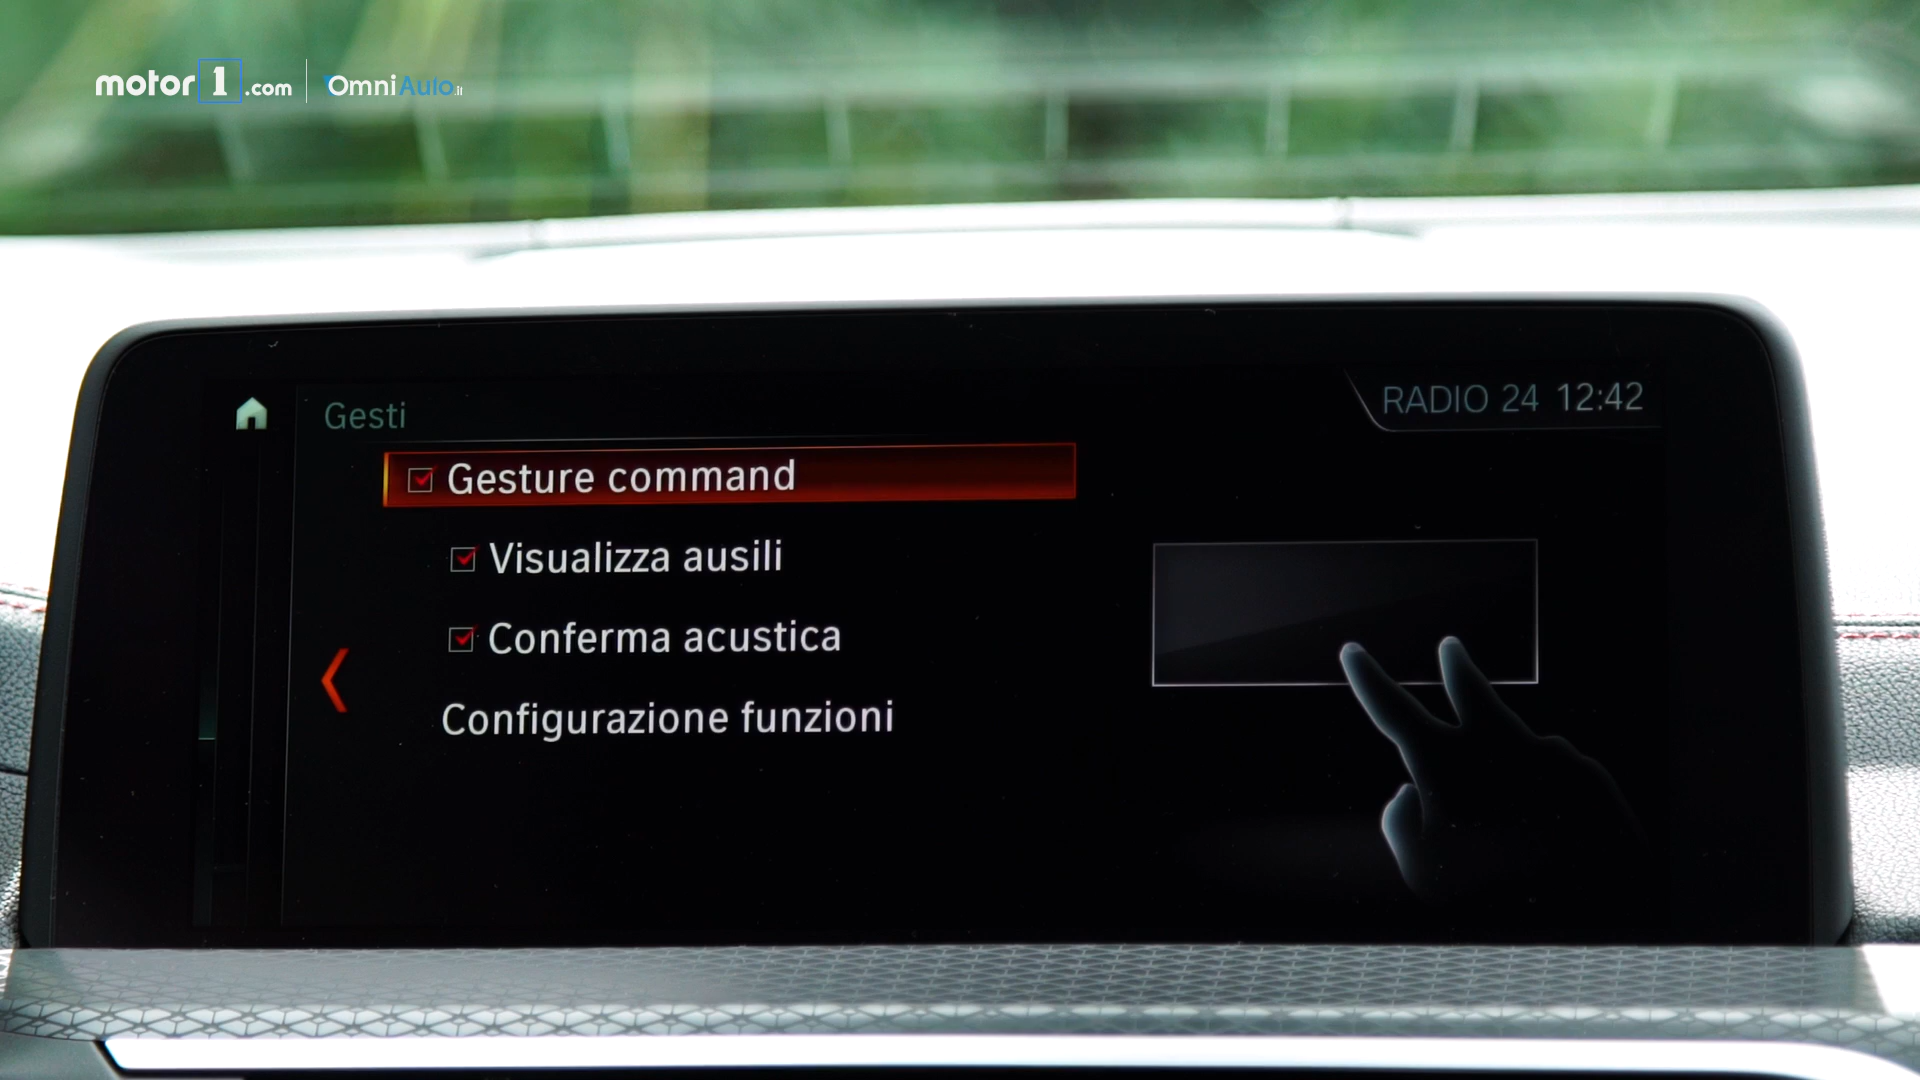 motor1.com | OmniAuto.it
Gesti
RADIO 24 12:42
Gesture command
Visualizza ausili
Conferma acustica
Configurazione funzioni